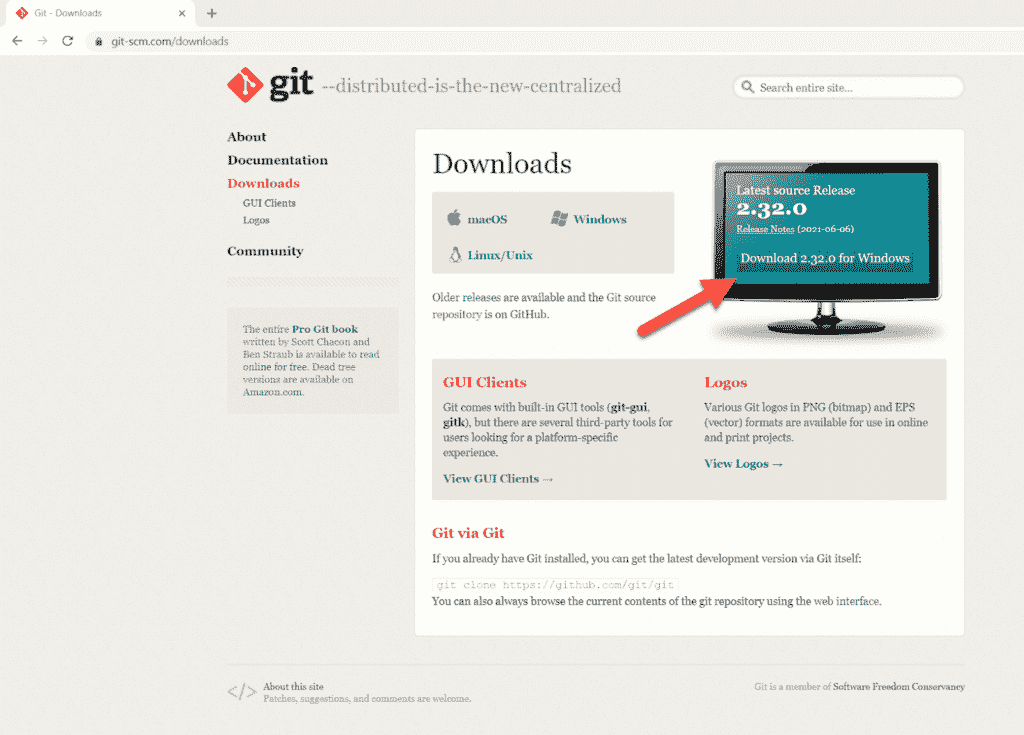 Git - Downloads
git-scm.com/downloads
git --distributed-is-the-new-centralized
Search entire site...
About
Documentation
Downloads
GUI Clients
Logos
Community
The entire Pro Git book
written by Scott Chacon and
Ben Straub is available to read
online for free. Dead tree
versions are available on
Amazon.com.
Downloads
macOS
Windows
Linux/Unix
Older releases are available and the Git source
repository is on GitHub.
Latest source Release
2.32.0
Release Notes (2021-06-06)
Download 2.32.0 for Windows
GUI Clients
Git comes with built-in GUI tools (git-gui,
gitk), but there are several third-party tools for
users looking for a platform-specific
experience.
View GUI Clients →
Logos
Various Git logos in PNG (bitmap) and EPS
(vector) formats are available for use in online
and print projects.
View Logos →
Git via Git
If you already have Git installed, you can get the latest development version via Git itself:
git clone https://github.com/git/git
You can also always browse the current contents of the git repository using the web interface.
</> About this site
Patches, suggestions, and comments are welcome.
Git is a member of Software Freedom Conservancy